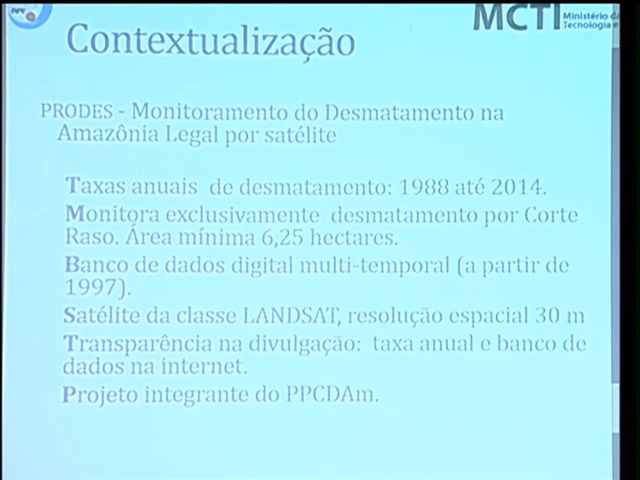 MCTI Ministério da
Tecnologia e
Contextualização
PRODES - Monitoramento do Desmatamento na
Amazônia Legal por satélite
Taxas anuais de desmatamento: 1988 até 2014.
Monitora exclusivamente desmatamento por Corte
Raso. Área mínima 6,25 hectares.
Banco de dados digital multi-temporal (a partir de
1997).
Satélite da classe LANDSAT, resolução espacial 30 m
Transparência na divulgação: taxa anual e banco de
dados na internet.
Projeto integrante do PPCDAm.